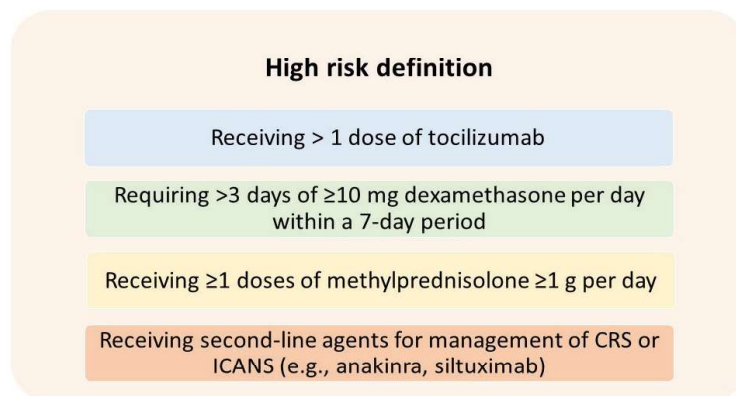 High risk definition
Receiving > 1 dose of tocilizumab
Requiring >3 days of ≥10 mg dexamethasone per day
within a 7-day period
Receiving ≥1 doses of methylprednisolone ≥1 g per day
Receiving second-line agents for management of CRS or
ICANS (e.g., anakinra, siltuximab)